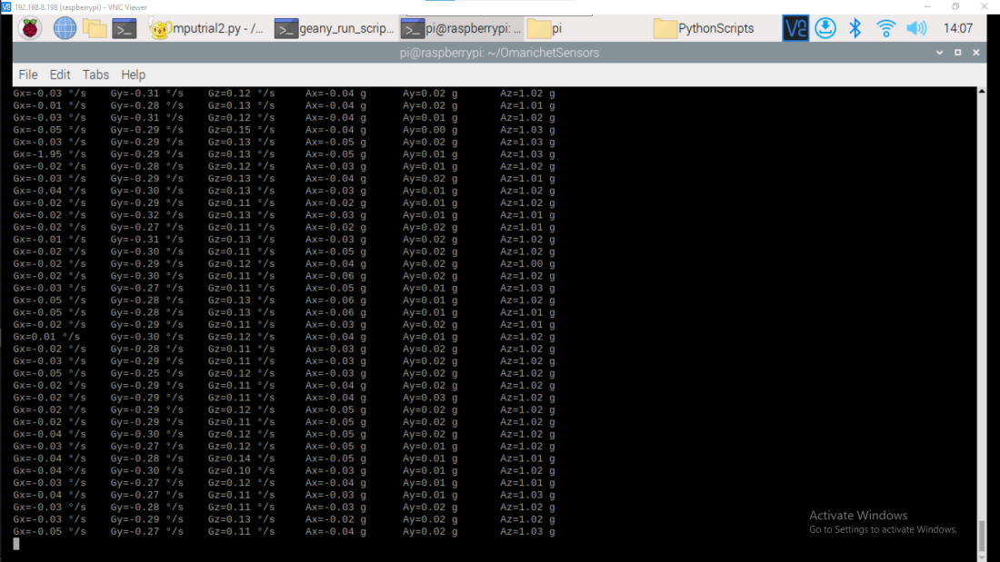 192.168.8.198 (raspberrypi) - VNC Viewer
mputrial2.py - /... geany_run_scrip... pi@raspberrypi: ... pi PythonScripts 14:07
pi@raspberrypi: ~/OmarichetSensors
File Edit Tabs Help
Gx=-0.03 °/s Gy=-0.31 °/s Gz=0.12 °/s Ax=-0.04 g Ay=0.02 g Az=1.02 g
Gx=-0.01 °/s Gy=-0.28 °/s Gz=0.13 °/s Ax=-0.04 g Ay=0.02 g Az=1.01 g
Gx=-0.03 °/s Gy=-0.31 °/s Gz=0.12 °/s Ax=-0.04 g Ay=0.01 g Az=1.02 g
Gx=-0.05 °/s Gy=-0.29 °/s Gz=0.15 °/s Ax=-0.04 g Ay=0.00 g Az=1.03 g
Gx=-0.03 °/s Gy=-0.29 °/s Gz=0.13 °/s Ax=-0.05 g Ay=0.02 g Az=1.03 g
Gx=-1.95 °/s Gy=-0.29 °/s Gz=0.13 °/s Ax=-0.05 g Ay=0.01 g Az=1.03 g
Gx=-0.02 °/s Gy=-0.28 °/s Gz=0.12 °/s Ax=-0.03 g Ay=0.01 g Az=1.02 g
Gx=-0.03 °/s Gy=-0.29 °/s Gz=0.13 °/s Ax=-0.04 g Ay=0.02 g Az=1.01 g
Gx=-0.04 °/s Gy=-0.30 °/s Gz=0.13 °/s Ax=-0.03 g Ay=0.01 g Az=1.02 g
Gx=-0.02 °/s Gy=-0.29 °/s Gz=0.11 °/s Ax=-0.02 g Ay=0.01 g Az=1.02 g
Gx=-0.02 °/s Gy=-0.32 °/s Gz=0.13 °/s Ax=-0.03 g Ay=0.01 g Az=1.01 g
Gx=-0.02 °/s Gy=-0.27 °/s Gz=0.11 °/s Ax=-0.02 g Ay=0.01 g Az=1.01 g
Gx=-0.01 °/s Gy=-0.31 °/s Gz=0.13 °/s Ax=-0.03 g Ay=0.01 g Az=1.02 g
Gx=-0.02 °/s Gy=-0.30 °/s Gz=0.11 °/s Ax=-0.05 g Ay=0.02 g Az=1.02 g
Gx=-0.02 °/s Gy=-0.29 °/s Gz=0.12 °/s Ax=-0.04 g Ay=0.02 g Az=1.00 g
Gx=-0.02 °/s Gy=-0.30 °/s Gz=0.11 °/s Ax=-0.06 g Ay=0.02 g Az=1.02 g
Gx=-0.03 °/s Gy=-0.27 °/s Gz=0.11 °/s Ax=-0.05 g Ay=0.01 g Az=1.03 g
Gx=-0.05 °/s Gy=-0.28 °/s Gz=0.13 °/s Ax=-0.06 g Ay=0.02 g Az=1.01 g
Gx=-0.05 °/s Gy=-0.28 °/s Gz=0.13 °/s Ax=-0.06 g Ay=0.01 g Az=1.01 g
Gx=-0.02 °/s Gy=-0.29 °/s Gz=0.11 °/s Ax=-0.03 g Ay=0.02 g Az=1.01 g
Gx=0.01 °/s Gy=-0.30 °/s Gz=0.12 °/s Ax=-0.04 g Ay=0.01 g Az=1.02 g
Gx=-0.02 °/s Gy=-0.28 °/s Gz=0.11 °/s Ax=-0.03 g Ay=0.02 g Az=1.02 g
Gx=-0.03 °/s Gy=-0.29 °/s Gz=0.11 °/s Ax=-0.03 g Ay=0.02 g Az=1.02 g
Gx=-0.05 °/s Gy=-0.25 °/s Gz=0.12 °/s Ax=-0.03 g Ay=0.02 g Az=1.02 g
Gx=-0.02 °/s Gy=-0.29 °/s Gz=0.11 °/s Ax=-0.04 g Ay=0.02 g Az=1.02 g
Gx=-0.02 °/s Gy=-0.29 °/s Gz=0.11 °/s Ax=-0.04 g Ay=0.03 g Az=1.02 g
Gx=-0.02 °/s Gy=-0.29 °/s Gz=0.12 °/s Ax=-0.05 g Ay=0.02 g Az=1.02 g
Gx=-0.02 °/s Gy=-0.29 °/s Gz=0.11 °/s Ax=-0.05 g Ay=0.02 g Az=1.02 g
Gx=-0.04 °/s Gy=-0.30 °/s Gz=0.12 °/s Ax=-0.05 g Ay=0.02 g Az=1.02 g
Gx=-0.03 °/s Gy=-0.27 °/s Gz=0.12 °/s Ax=-0.05 g Ay=0.01 g Az=1.02 g
Gx=-0.04 °/s Gy=-0.28 °/s Gz=0.14 °/s Ax=-0.05 g Ay=0.01 g Az=1.01 g
Gx=-0.04 °/s Gy=-0.30 °/s Gz=0.10 °/s Ax=-0.03 g Ay=0.01 g Az=1.02 g
Gx=-0.03 °/s Gy=-0.27 °/s Gz=0.12 °/s Ax=-0.04 g Ay=0.01 g Az=1.01 g
Gx=-0.04 °/s Gy=-0.27 °/s Gz=0.11 °/s Ax=-0.03 g Ay=0.01 g Az=1.03 g
Gx=-0.03 °/s Gy=-0.28 °/s Gz=0.11 °/s Ax=-0.03 g Ay=0.02 g Az=1.02 g
Gx=-0.03 °/s Gy=-0.29 °/s Gz=0.13 °/s Ax=-0.02 g Ay=0.02 g Az=1.02 g
Gx=-0.05 °/s Gy=-0.27 °/s Gz=0.11 °/s Ax=-0.04 g Ay=0.02 g Az=1.03 g
Activate Windows
Go to Settings to activate Windows.